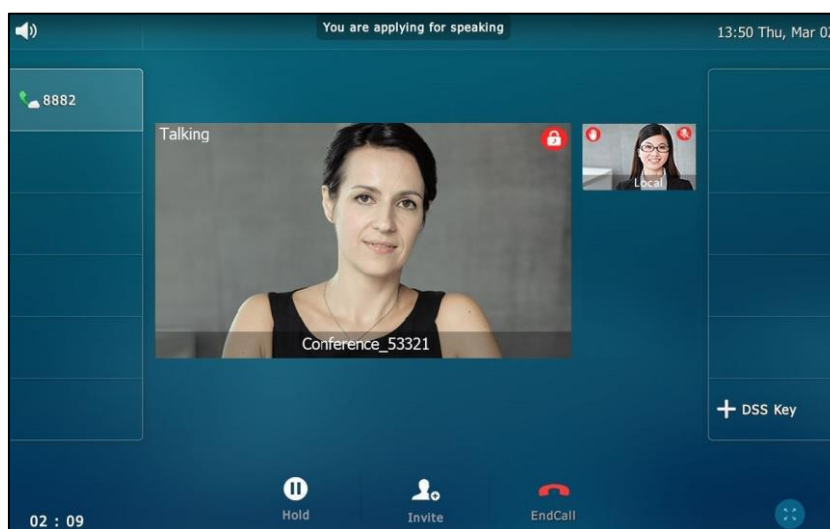 You are applying for speaking
13:50 Thu, Mar 02
8882
Talking
Local
Conference_53321
DSS Key
Hold
Invite
EndCall
02 : 09